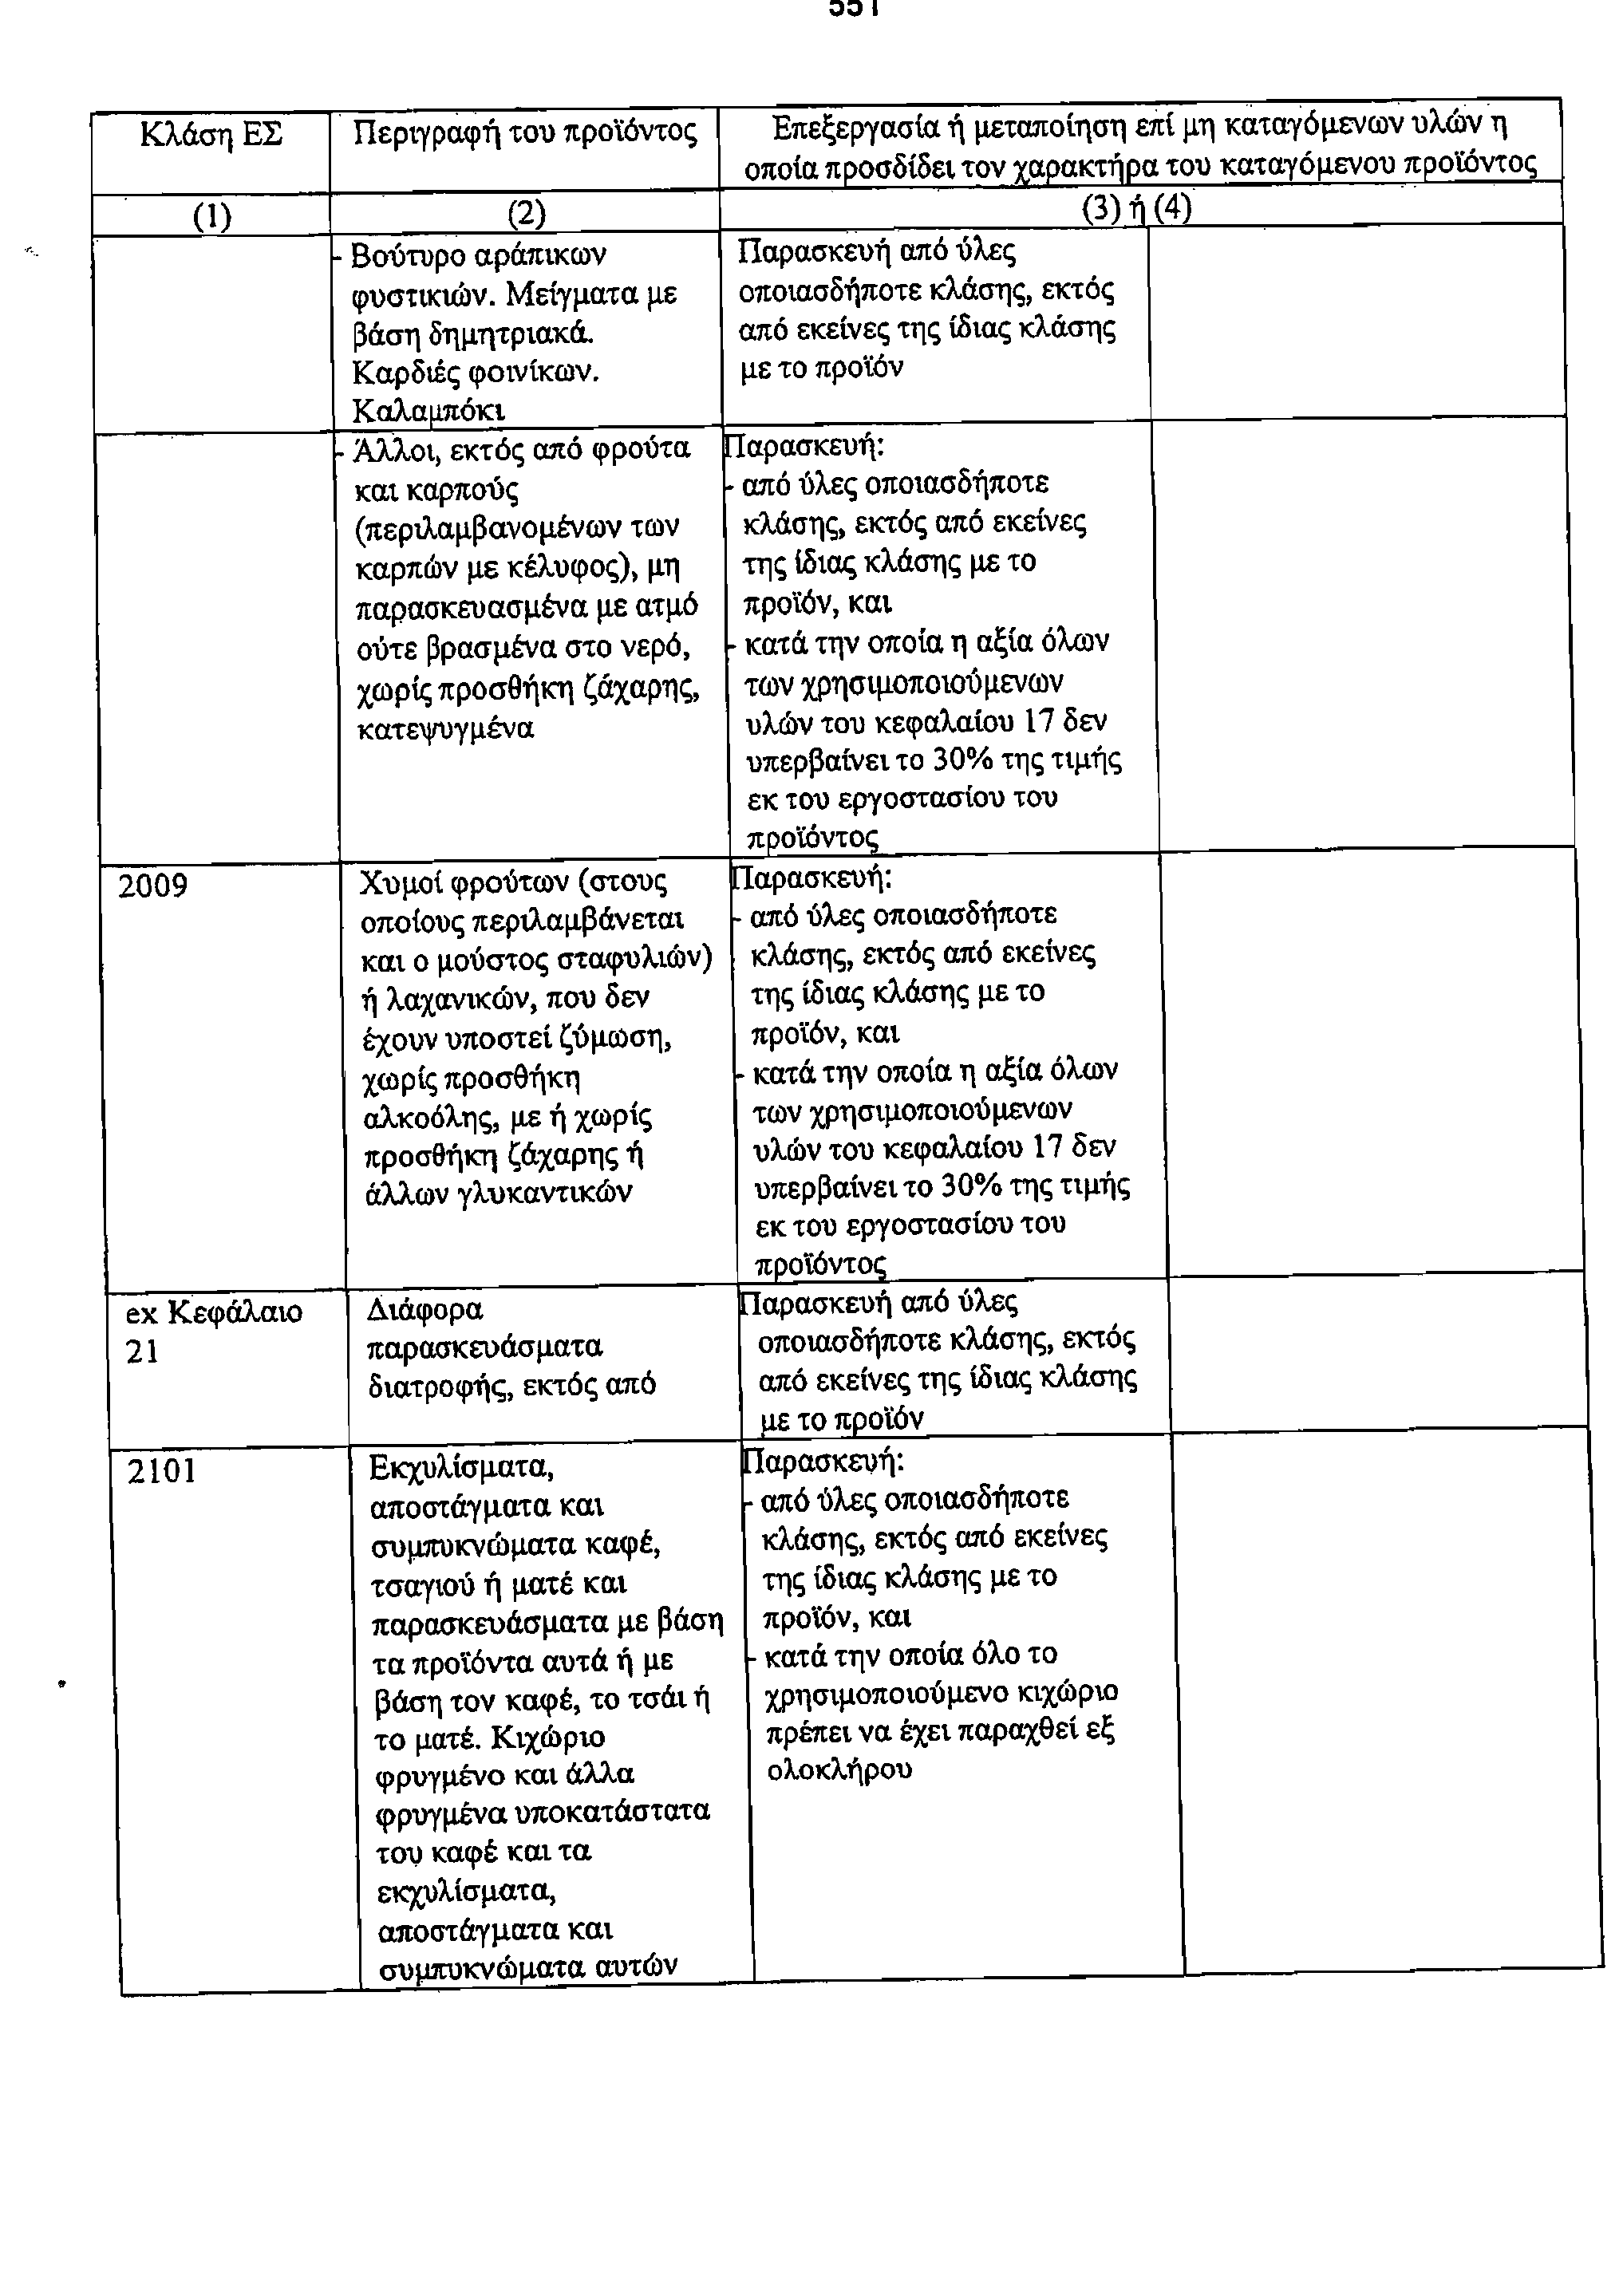 551
Κλάση ΕΣ
Περιγραφή του προϊόντος
Επεξεργασία ή μεταποίηση επί μη καταγόμενων υλών η
οποία προσδίδει τον χαρακτήρα του καταγόμενου προϊόντος
(1)
(2)
(3) ή (4)
- Βούτυρο αράπικων
φυστικιών. Μείγματα με
βάση δημητριακά.
Καρδιές φοινίκων.
Καλαμπόκι
Παρασκευή από ύλες
οποιασδήποτε κλάσης, εκτός
από εκείνες της ίδιας κλάσης
με το προϊόν
- Άλλοι, εκτός από φρούτα
και καρπούς
(περιλαμβανομένων των
καρπών με κέλυφος), μη
παρασκευασμένα με ατμό
ούτε βρασμένα στο νερό,
χωρίς προσθήκη ζάχαρης,
κατεψυγμένα
Παρασκευή:
- από ύλες οποιασδήποτε
κλάσης, εκτός από εκείνες
της ίδιας κλάσης με το
προϊόν, και
- κατά την οποία η αξία όλων
των χρησιμοποιούμενων
υλών του κεφαλαίου 17 δεν
υπερβαίνει το 30% της τιμής
εκ του εργοστασίου του
προϊόντος
2009
Χυμοί φρούτων (στους
οποίους περιλαμβάνεται
και ο μούστος σταφυλιών)
ή λαχανικών, που δεν
έχουν υποστεί ζύμωση,
χωρίς προσθήκη
αλκοόλης, με ή χωρίς
προσθήκη ζάχαρης ή
άλλων γλυκαντικών
Παρασκευή:
- από ύλες οποιασδήποτε
κλάσης, εκτός από εκείνες
της ίδιας κλάσης με το
προϊόν, και
- κατά την οποία η αξία όλων
των χρησιμοποιούμενων
υλών του κεφαλαίου 17 δεν
υπερβαίνει το 30% της τιμής
εκ του εργοστασίου του
προϊόντος
ex Κεφάλαιο
21
Διάφορα
παρασκευάσματα
διατροφής, εκτός από
Παρασκευή από ύλες
οποιασδήποτε κλάσης, εκτός
από εκείνες της ίδιας κλάσης
με το προϊόν
2101
Εκχυλίσματα,
αποστάγματα και
συμπυκνώματα καφέ,
τσαγιού ή ματέ και
παρασκευάσματα με βάση
τα προϊόντα αυτά ή με
βάση τον καφέ, το τσάι ή
το ματέ. Κιχώριο
φρυγμένο και άλλα
φρυγμένα υποκατάστατα
του καφέ και τα
εκχυλίσματα,
αποστάγματα και
συμπυκνώματα αυτών
Παρασκευή:
- από ύλες οποιασδήποτε
κλάσης, εκτός από εκείνες
της ίδιας κλάσης με το
προϊόν, και
- κατά την οποία όλο το
χρησιμοποιούμενο κιχώριο
πρέπει να έχει παραχθεί εξ
ολοκλήρου